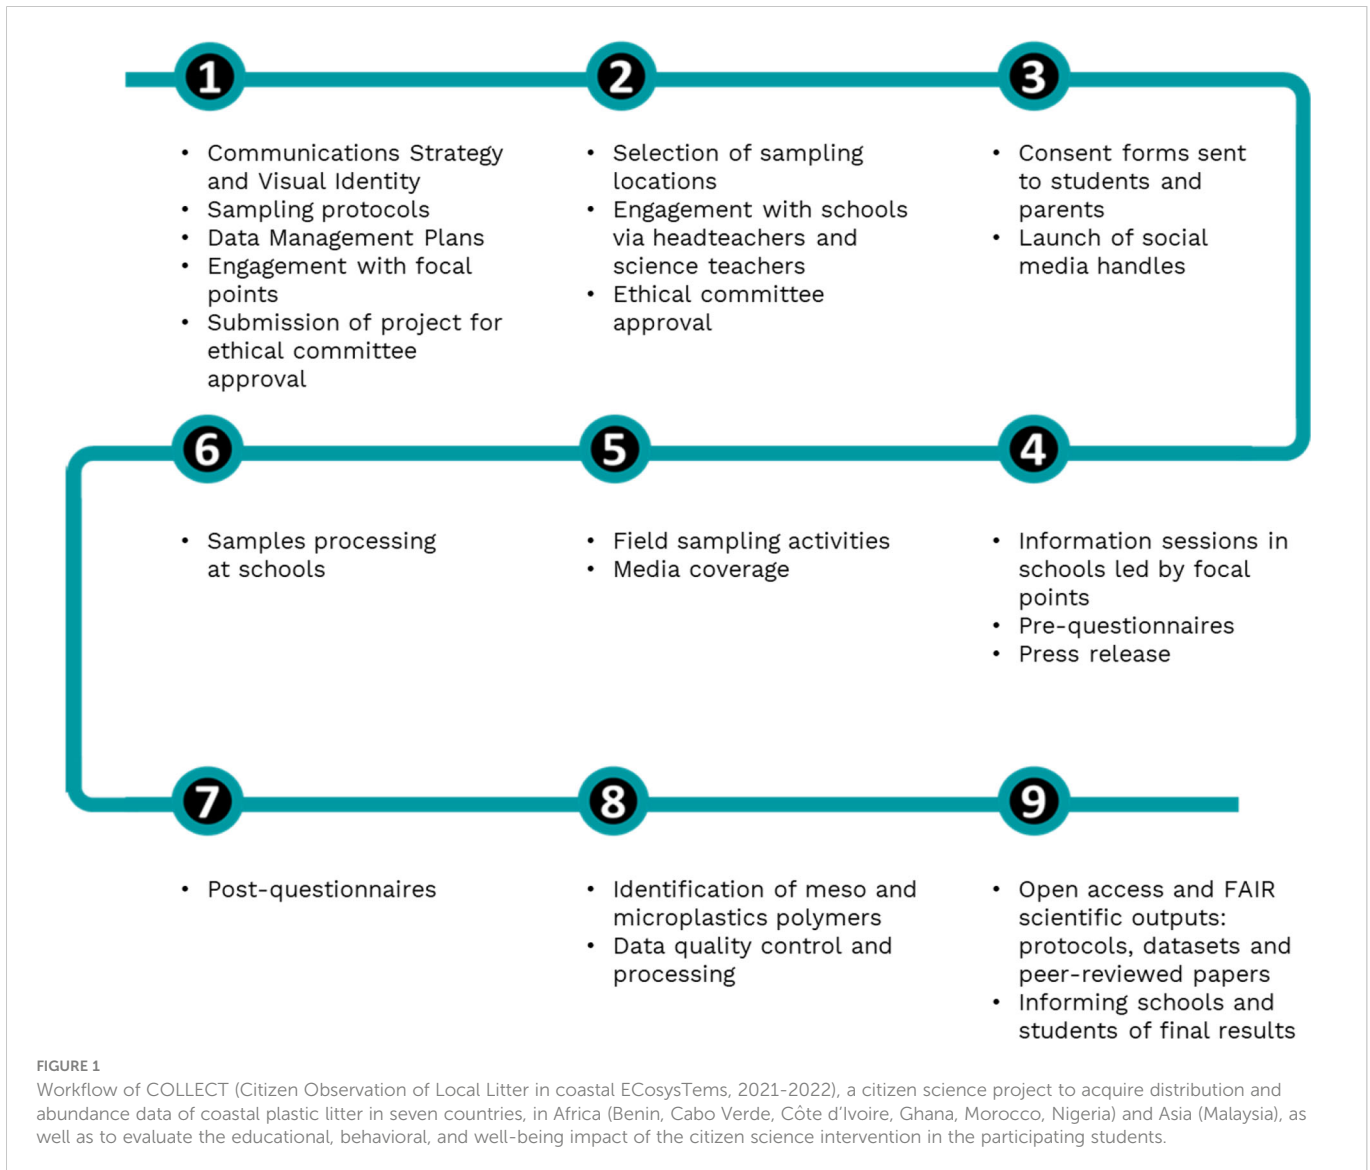 1
• Communications Strategy
and Visual Identity
• Sampling protocols
• Data Management Plans
• Engagement with focal
points
• Submission of project for
ethical committee
approval
2
• Selection of sampling
locations
• Engagement with schools
via headteachers and
science teachers
• Ethical committee
approval
3
• Consent forms sent
to students and
parents
• Launch of social
media handles
4
• Information sessions in
schools led by focal
points
• Pre-questionnaires
• Press release
5
• Field sampling activities
• Media coverage
6
• Samples processing
at schools
7
• Post-questionnaires
8
• Identification of meso and
microplastics polymers
• Data quality control and
processing
9
• Open access and FAIR
scientific outputs:
protocols, datasets and
peer-reviewed papers
• Informing schools and
students of final results
FIGURE 1
Workflow of COLLECT (Citizen Observation of Local Litter in coastal ECosysTems, 2021-2022), a citizen science project to acquire distribution and
abundance data of coastal plastic litter in seven countries, in Africa (Benin, Cabo Verde, Côte d’Ivoire, Ghana, Morocco, Nigeria) and Asia (Malaysia), as
well as to evaluate the educational, behavioral, and well-being impact of the citizen science intervention in the participating students.